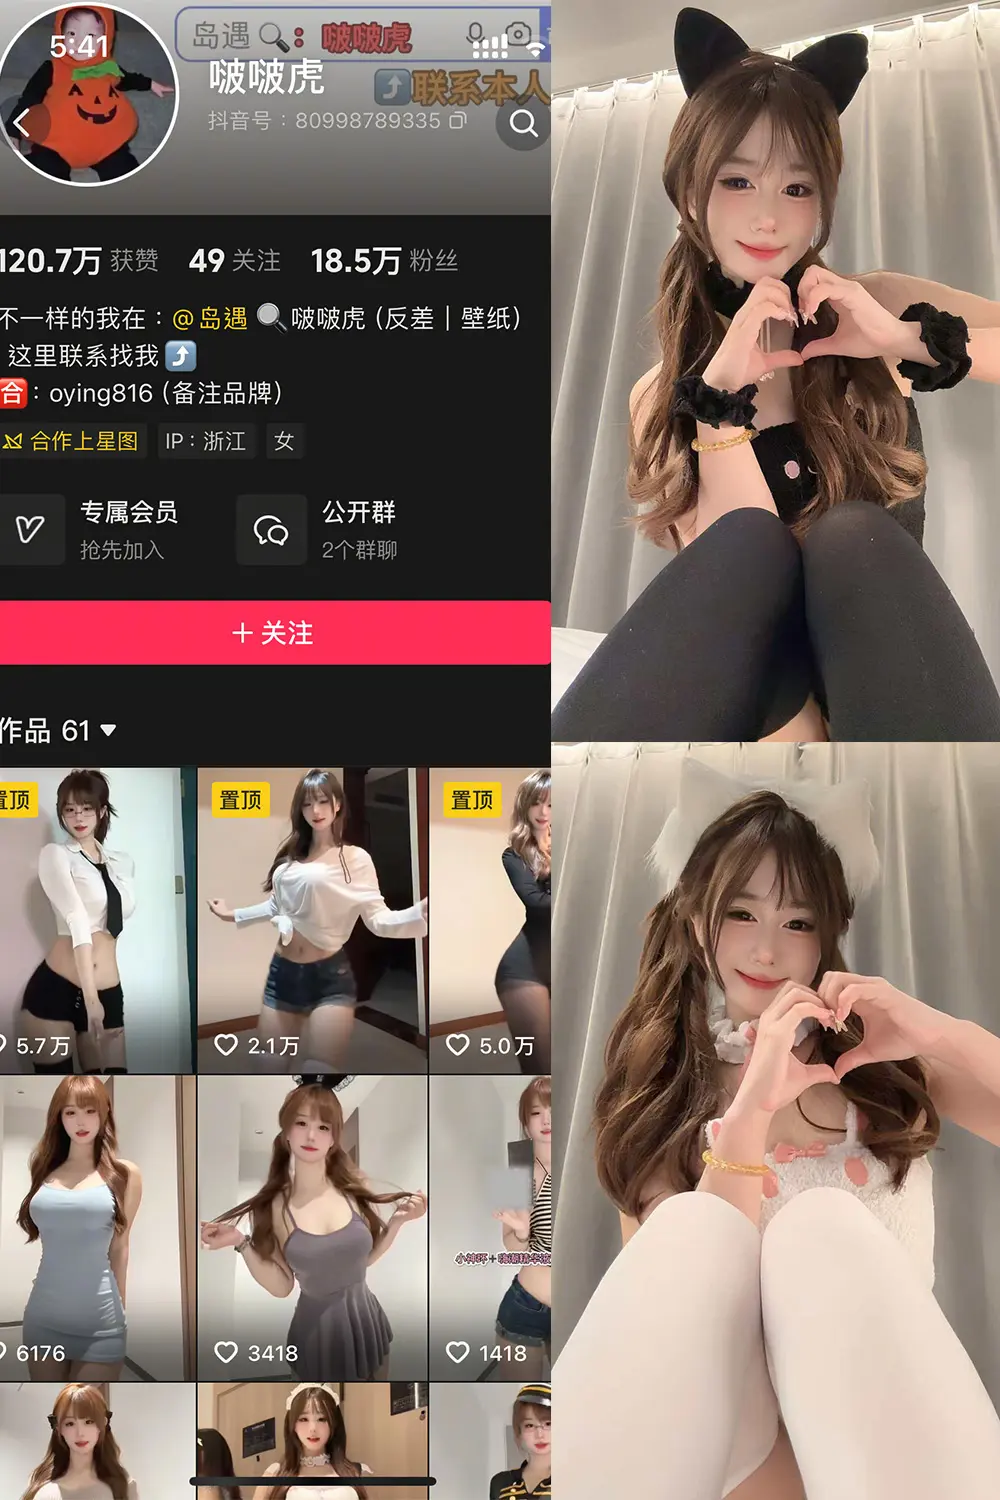 岛遇🔍：啵啵虎
5:41
啵啵虎
⤴️联系本人
抖音号：80998789335
120.7万 获赞 49 关注 18.5万 粉丝
不一样的我在：@岛遇 🔍啵啵虎 (反差｜壁纸)
这里联系找我⤴️
合：oying816 (备注品牌)
合作上星图 IP：浙江 女
专属会员 公开群
抢先加入 2个群聊
＋关注
作品 61
置顶 置顶 置顶
5.7万 2.1万 5.0万
6176 3418 1418